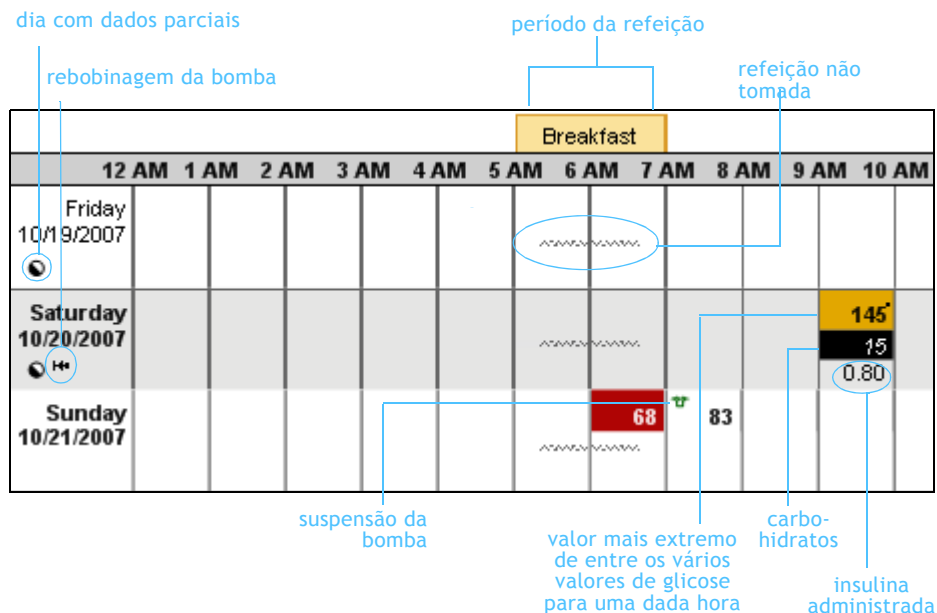 dia com dados parciais
período da refeição
rebobinagem da bomba
refeição não
tomada
Breakfast
12 AM 1 AM 2 AM 3 AM 4 AM 5 AM 6 AM 7 AM 8 AM 9 AM 10 AM
Friday
10/19/2007
Saturday
10/20/2007
145
15
0.80
Sunday
10/21/2007
68
83
suspensão da
bomba
valor mais extremo
de entre os vários
valores de glicose
para uma dada hora
carbo-
hidratos
insulina
administrada